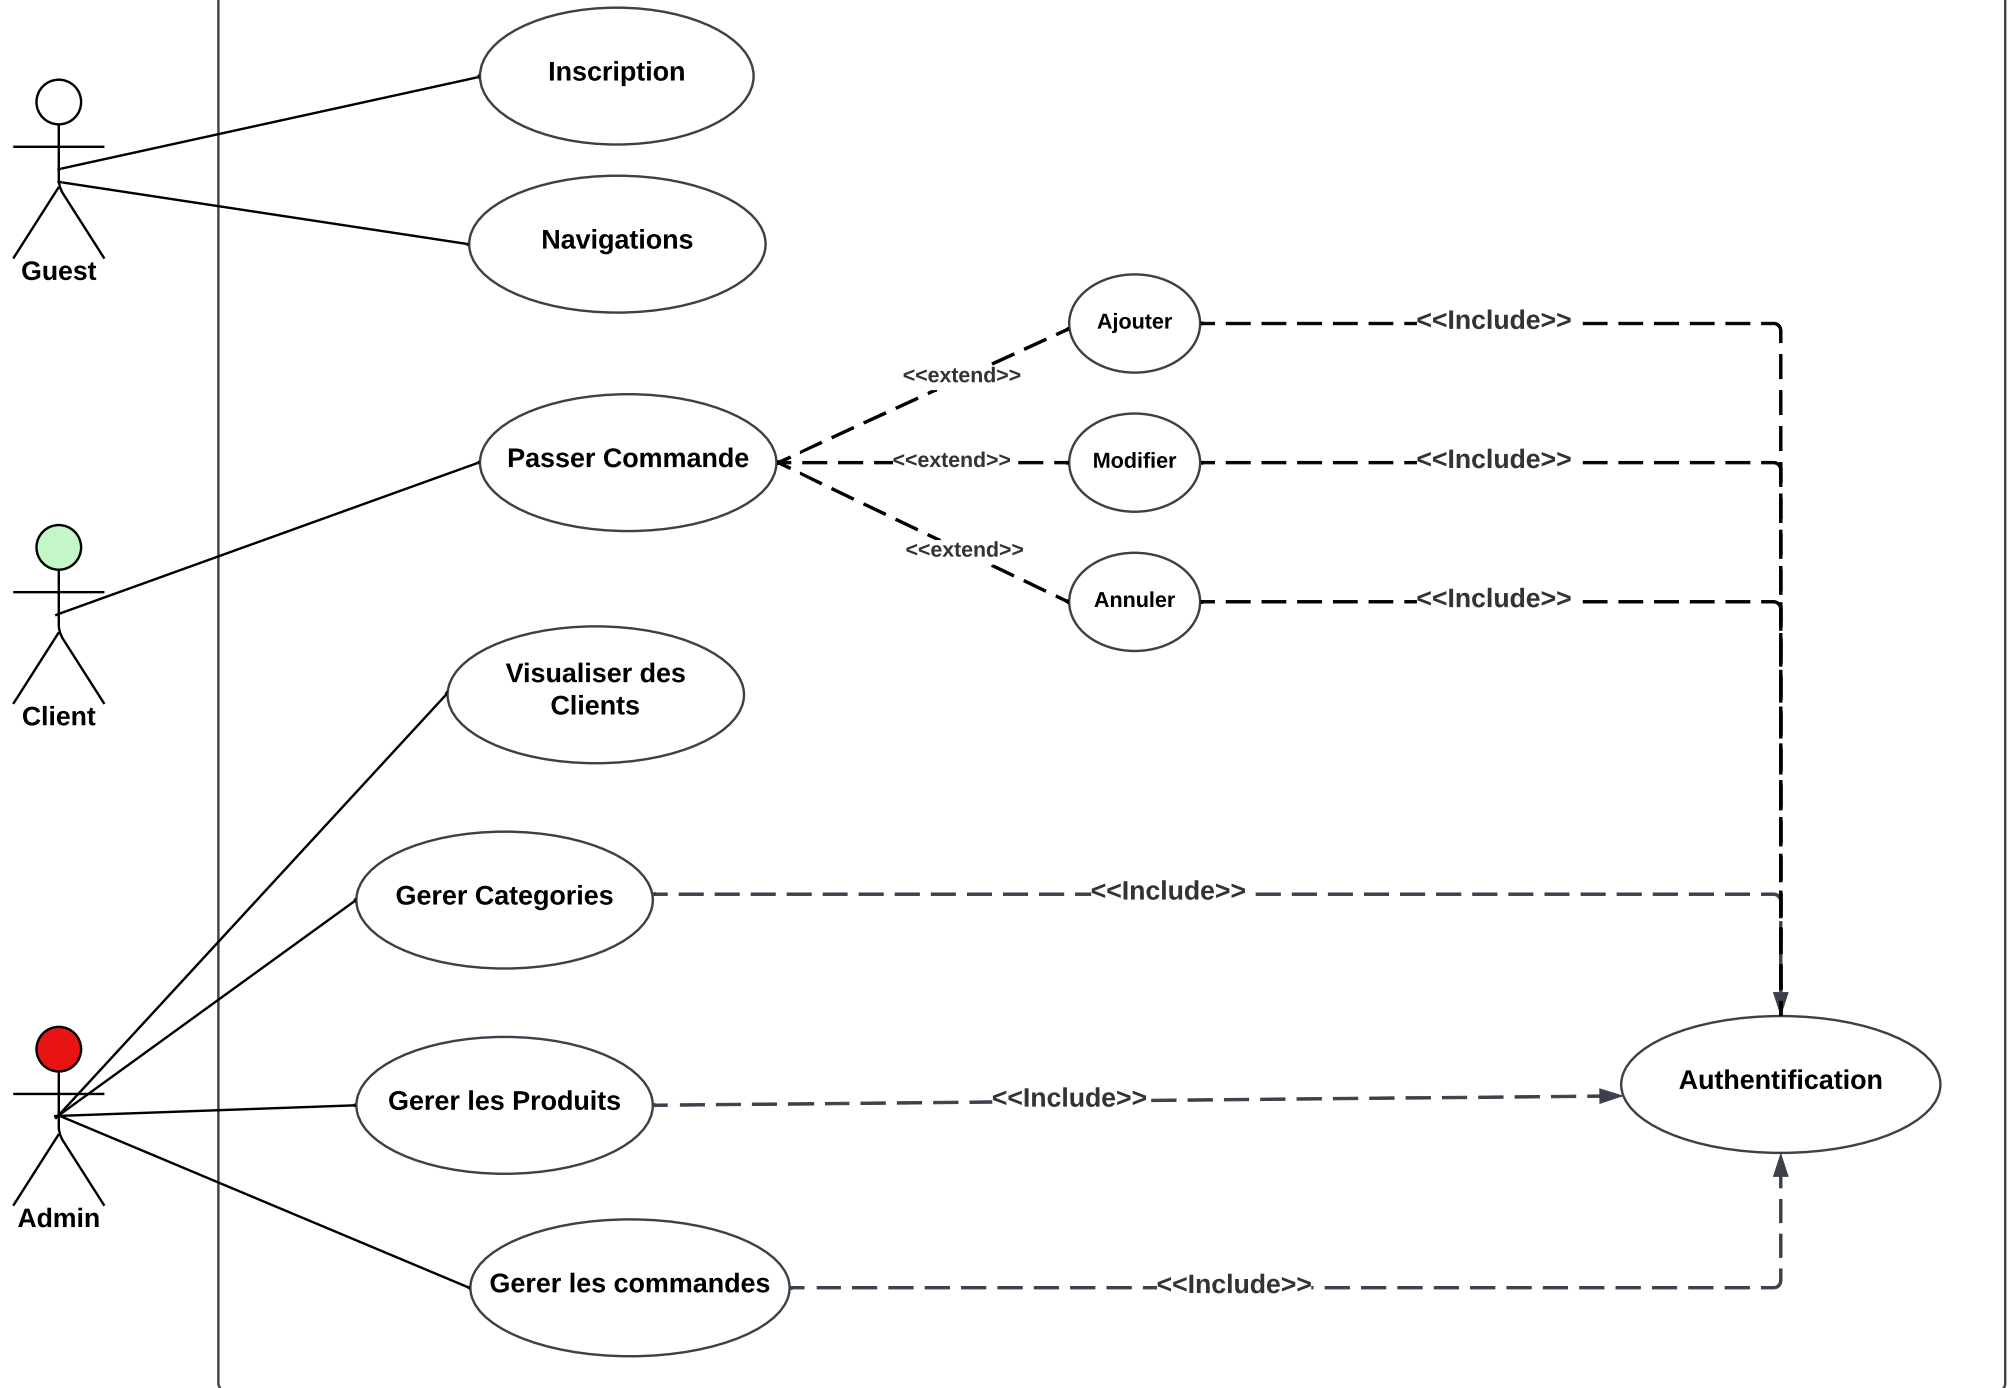 Inscription
Guest
Navigations
Ajouter
<<Include>>
<<extend>>
Passer Commande
<<extend>>
Modifier
<<Include>>
<<extend>>
Annuler
<<Include>>
Client
Visualiser des
Clients
Gerer Categories
<<Include>>
Admin
Gerer les Produits
<<Include>>
Authentification
Gerer les commandes
<<Include>>